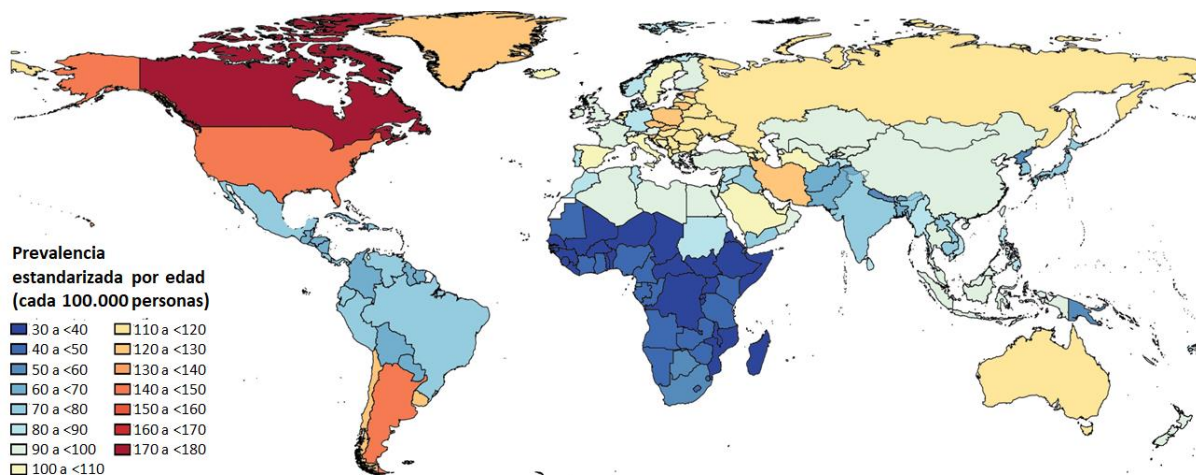 Prevalencia
estandarizada por edad
(cada 100.000 personas)
30 a <40
40 a <50
50 a <60
60 a <70
70 a <80
80 a <90
90 a <100
100 a <110
110 a <120
120 a <130
130 a <140
140 a <150
150 a <160
160 a <170
170 a <180